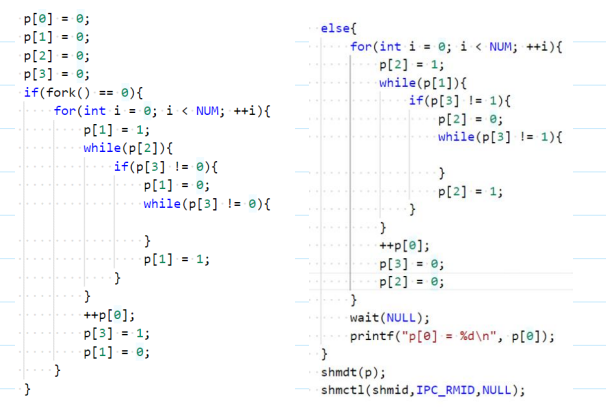 p[0] = 0;
p[1] = 0;
p[2] = 0;
p[3] = 0;
if(fork() == 0){
for(int i = 0; i < NUM; ++i){
p[1] = 1;
while(p[2]){
if(p[3] != 0){
p[1] = 0;
while(p[3] != 0){
}
p[1] = 1;
}
}
++p[0];
p[3] = 1;
p[1] = 0;
}
}
else{
for(int i = 0; i < NUM; ++i){
p[2] = 1;
while(p[1]){
if(p[3] != 1){
p[2] = 0;
while(p[3] != 1){
}
p[2] = 1;
}
}
++p[0];
p[3] = 0;
p[2] = 0;
}
wait(NULL);
printf("p[0] = %d\n", p[0]);
}
shmdt(p);
shmctl(shmid,IPC_RMID,NULL);